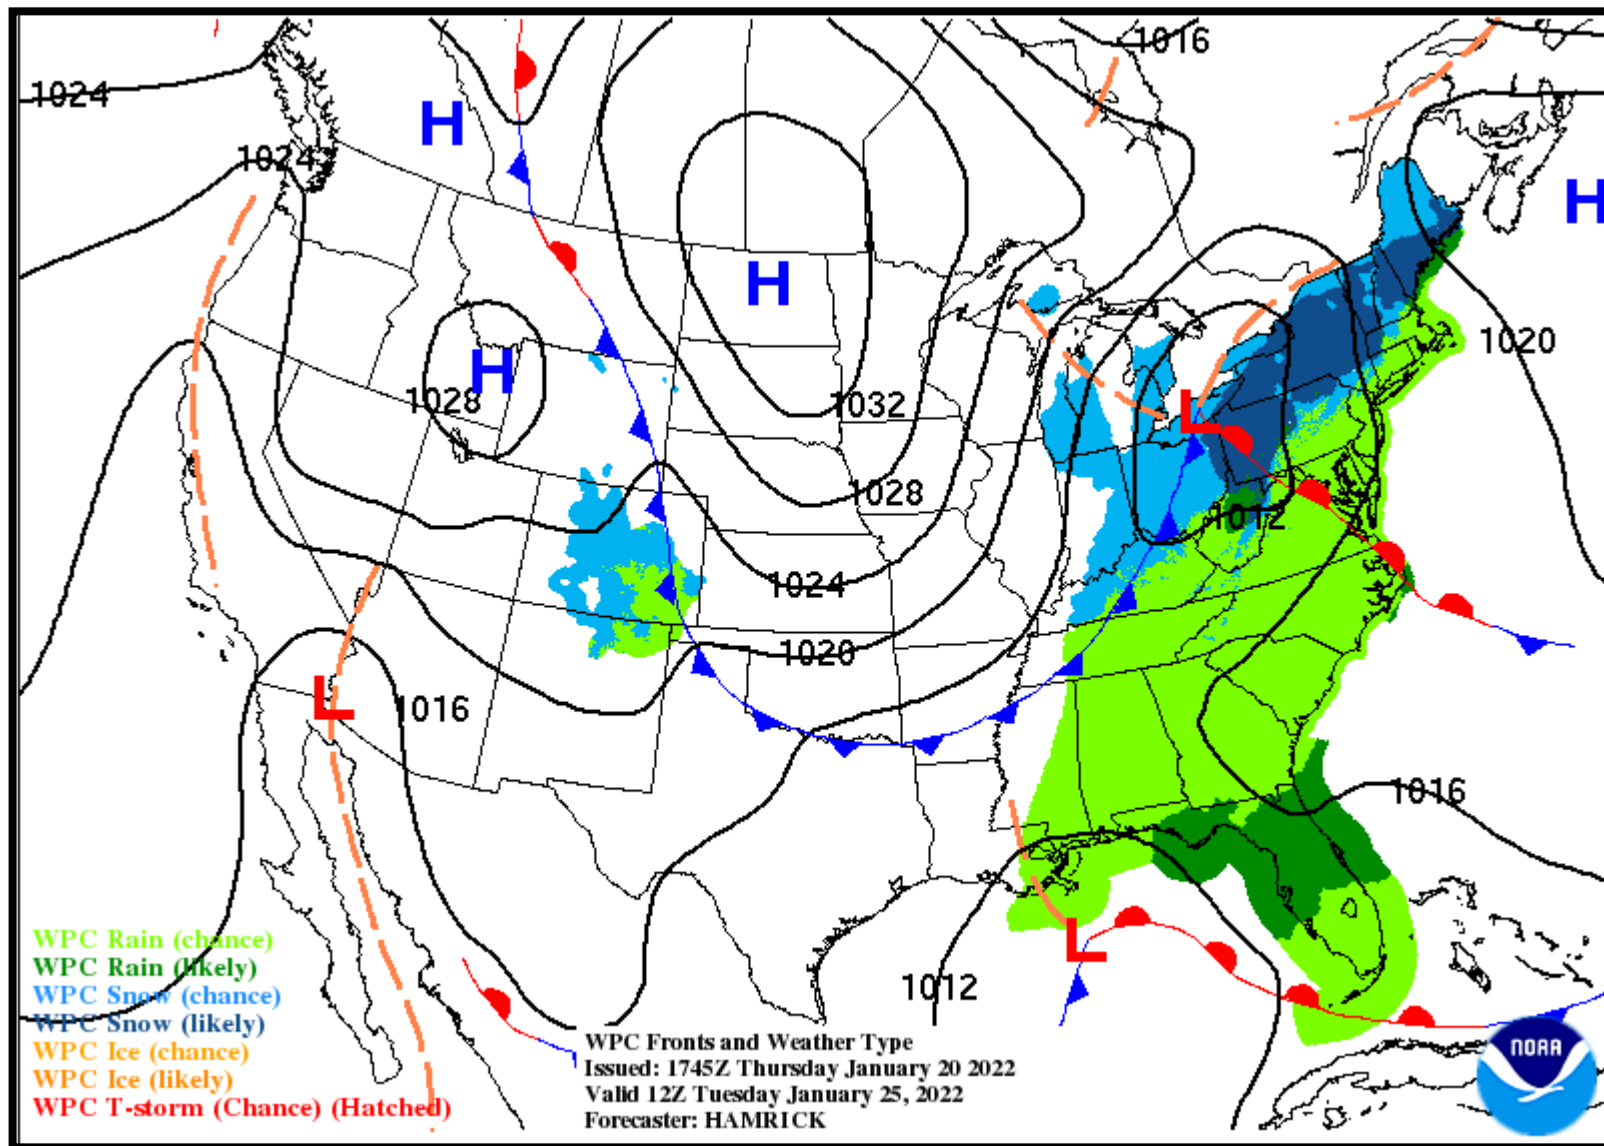 1016
1024
H
1024
H
H
1020
H
1028
1032
L
1028
1012
1024
1020
L
1016
1016
L
1012
WPC Rain (chance)
WPC Rain (likely)
WPC Snow (chance)
WPC Snow (likely)
WPC Ice (chance)
WPC Ice (likely)
WPC T-storm (Chance) (Hatched)
WPC Fronts and Weather Type
Issued: 1745Z Thursday January 20 2022
Valid 12Z Tuesday January 25, 2022
Forecaster: HAMRICK
NOAA